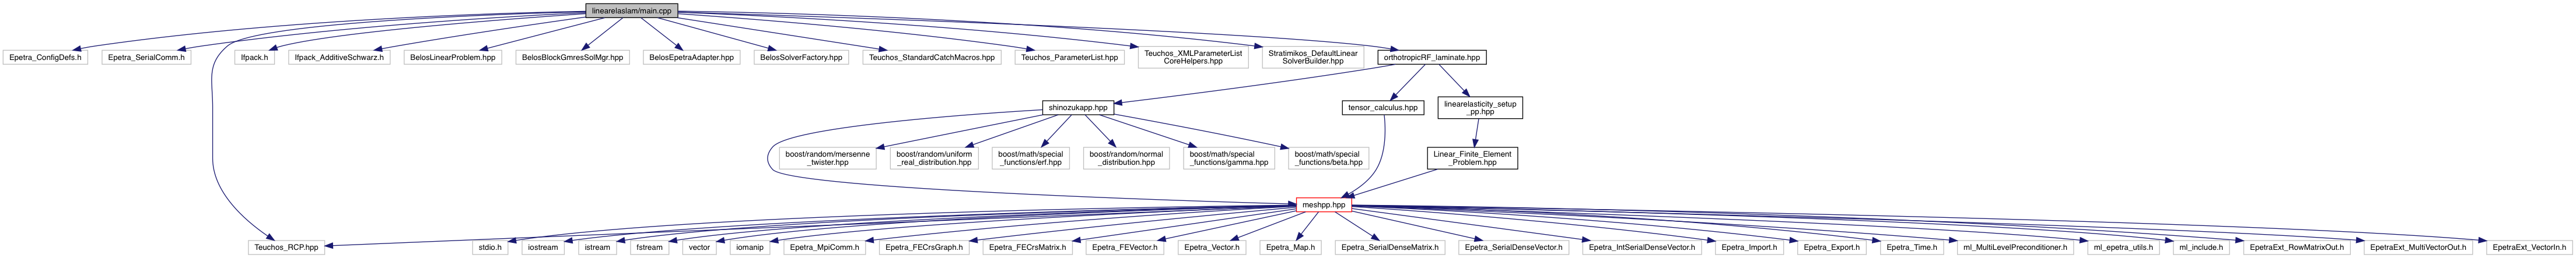 linearelaslam/main.cpp
Epetra_ConfigDefs.h
Epetra_SerialComm.h
Ifpack.h
Ifpack_AdditiveSchwarz.h
BelosLinearProblem.hpp
BelosBlockGmresSolMgr.hpp
BelosEpetraAdapter.hpp
BelosSolverFactory.hpp
Teuchos_StandardCatchMacros.hpp
Teuchos_ParameterList.hpp
Teuchos_XMLParameterList
CoreHelpers.hpp
Stratimikos_DefaultLinear
SolverBuilder.hpp
orthotropicRF_laminate.hpp
shinozukapp.hpp
tensor_calculus.hpp
linearelasticity_setup
_pp.hpp
boost/random/mersenne
_twister.hpp
boost/random/uniform
_real_distribution.hpp
boost/math/special
_functions/erf.hpp
boost/random/normal
_distribution.hpp
boost/math/special
_functions/gamma.hpp
boost/math/special
_functions/beta.hpp
Linear_Finite_Element
_Problem.hpp
meshpp.hpp
Teuchos_RCP.hpp
stdio.h
iostream
istream
fstream
vector
iomanip
Epetra_MpiComm.h
Epetra_FECrsGraph.h
Epetra_FECrsMatrix.h
Epetra_FEVector.h
Epetra_Vector.h
Epetra_Map.h
Epetra_SerialDenseMatrix.h
Epetra_SerialDenseVector.h
Epetra_IntSerialDenseVector.h
Epetra_Import.h
Epetra_Export.h
Epetra_Time.h
ml_MultiLevelPreconditioner.h
ml_epetra_utils.h
ml_include.h
EpetraExt_RowMatrixOut.h
EpetraExt_MultiVectorOut.h
EpetraExt_VectorIn.h